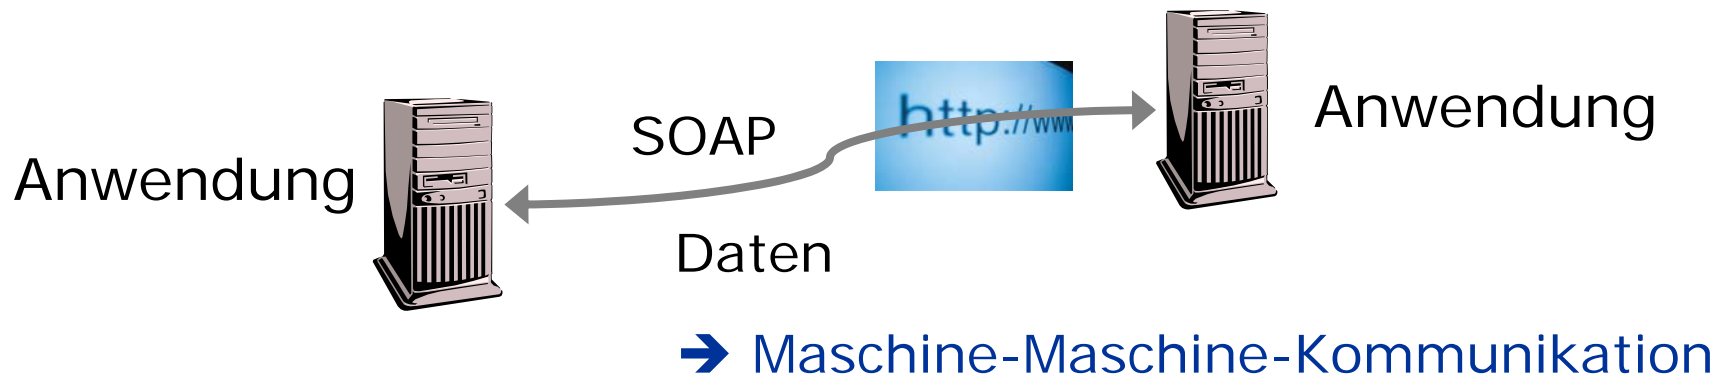 Anwendung
SOAP
http://www
Anwendung
Daten
➔ Maschine-Maschine-Kommunikation